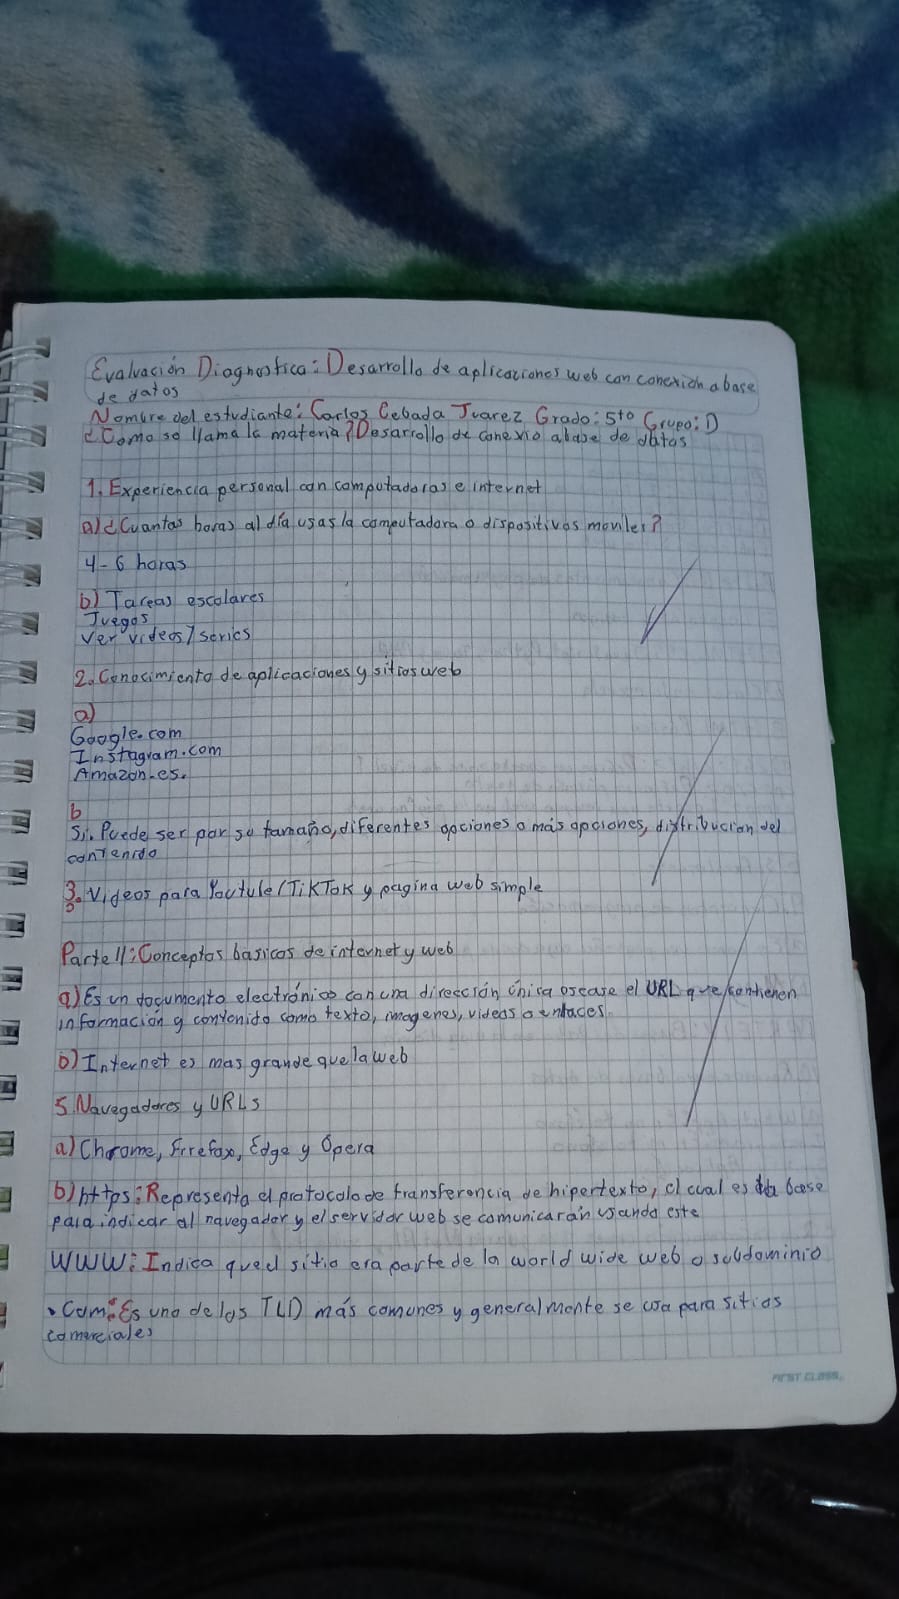 Evalvación Diagnostica: Desarrollo de aplicaciones web con conexión a base
de datos
Nombre del estudiante: Carlos Cebada Juarez Grado: 5to Grupo: D
¿Como se llama la materia? Desarrollo de conexio a base de datos
1. Experiencia personal con computadoras e internet
a) ¿Cuantas horas al día usas la computadora o dispositivos moviles?
4-6 horas
b) Tareas escolares
Juegos
Ver videos/series
2. Conocimiento de aplicaciones y sitios web
a)
Google.com
Instagram.com
Amazon.es.
b
Si. Puede ser por su tamaño, diferentes opciones o más opciones, distribucion del
contenido
3. Videos para Youtube/TikTok y pagina web simple
Parte II: Conceptos basicos de internet y web
a) Es un documento electrónico con una dirección única osease el URL que contienen
información y contenido como texto, imagenes, videos o enlaces.
b) Internet es mas grande que la web
5. Navegadores y URLs
a) Chrome, Firefox, Edge y Opera
b) https: Representa el protocolo de transferencia de hipertexto, el cual es la base
para indicar al navegador y el servidor web se comunicarán usando este
WWW: Indica que el sitio era parte de la world wide web o subdominio
.Com: Es uno de los TLD más comunes y generalmente se usa para sitios
comerciales
FIRST CLASS.